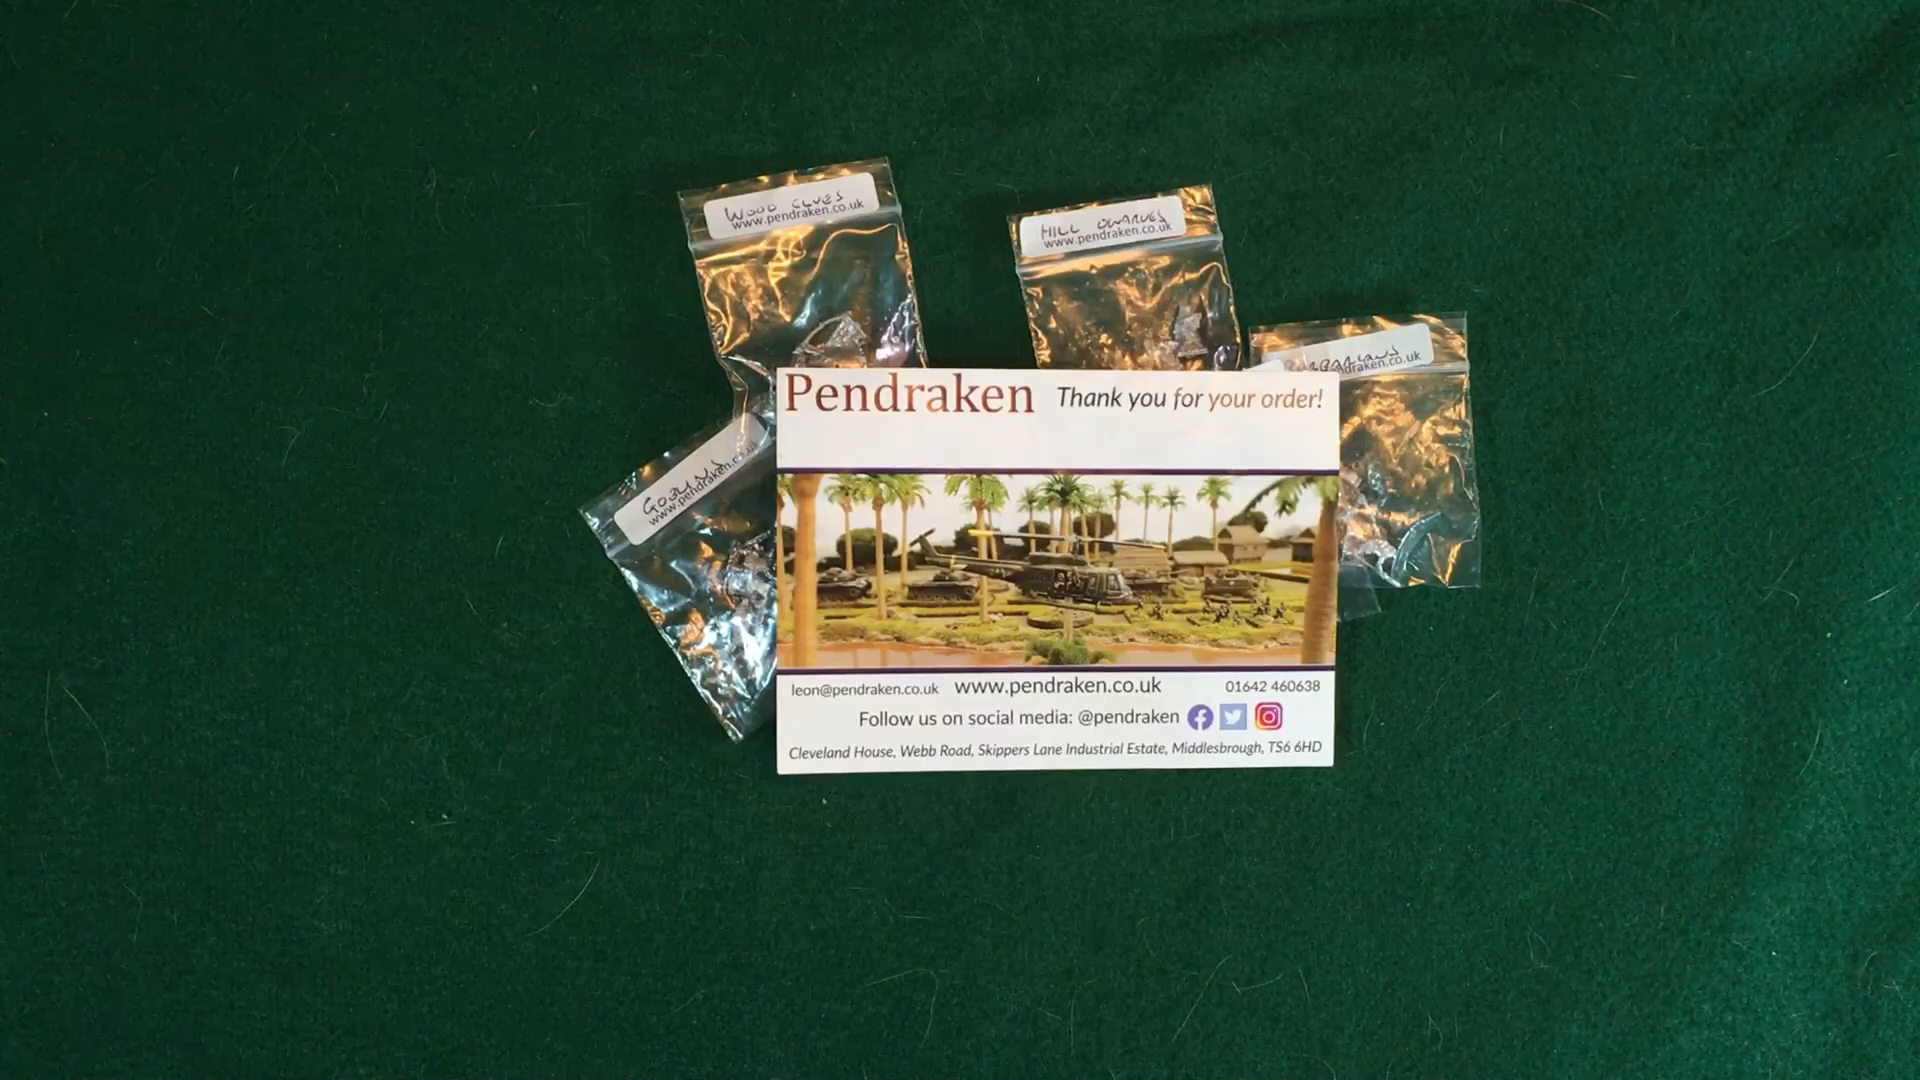 WOOD ELVES
www.pendraken.co.uk
HILL DWARVES
www.pendraken.co.uk
draken.co.uk
GOBLINS
www.pendraken.co.uk
Pendraken
Thank you for your order!
leon@pendraken.co.uk www.pendraken.co.uk 01642 460638
Follow us on social media: @pendraken
Cleveland House, Webb Road, Skippers Lane Industrial Estate, Middlesbrough, TS6 6HD